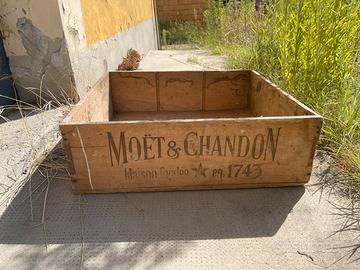 MOËT & CHANDON
Maison fondée ★ en 1743